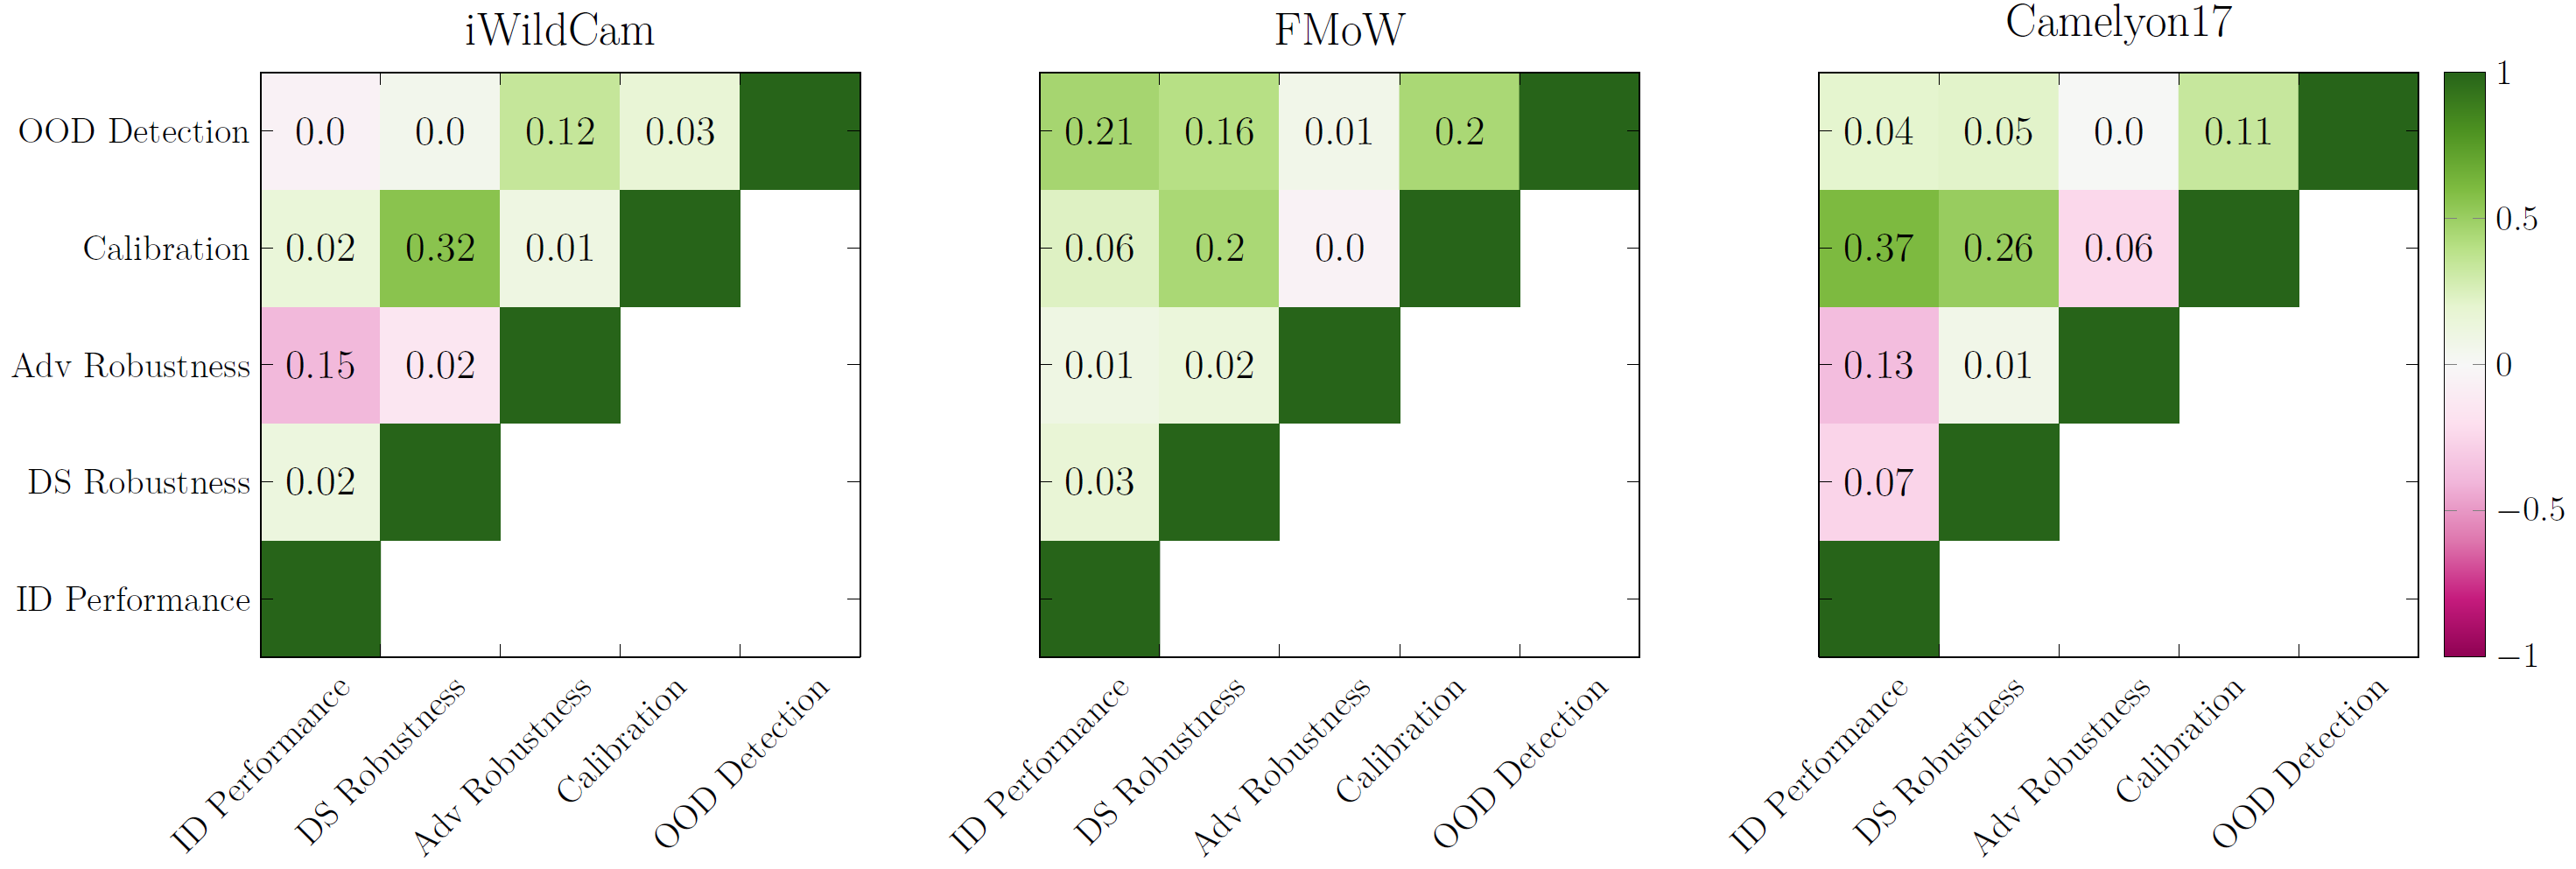 iWildCam FMoW Camelyon17
OOD Detection 0.0 0.0 0.12 0.03 0.21 0.16 0.01 0.2 0.04 0.05 0.0 0.11 1
Calibration 0.02 0.32 0.01 0.06 0.2 0.0 0.37 0.26 0.06 0.5
Adv Robustness 0.15 0.02 0.01 0.02 0.13 0.01 0
DS Robustness 0.02 0.03 0.07 −0.5
ID Performance −1
ID Performance DS Robustness Adv Robustness Calibration OOD Detection ID Performance DS Robustness Adv Robustness Calibration OOD Detection ID Performance DS Robustness Adv Robustness Calibration OOD Detection